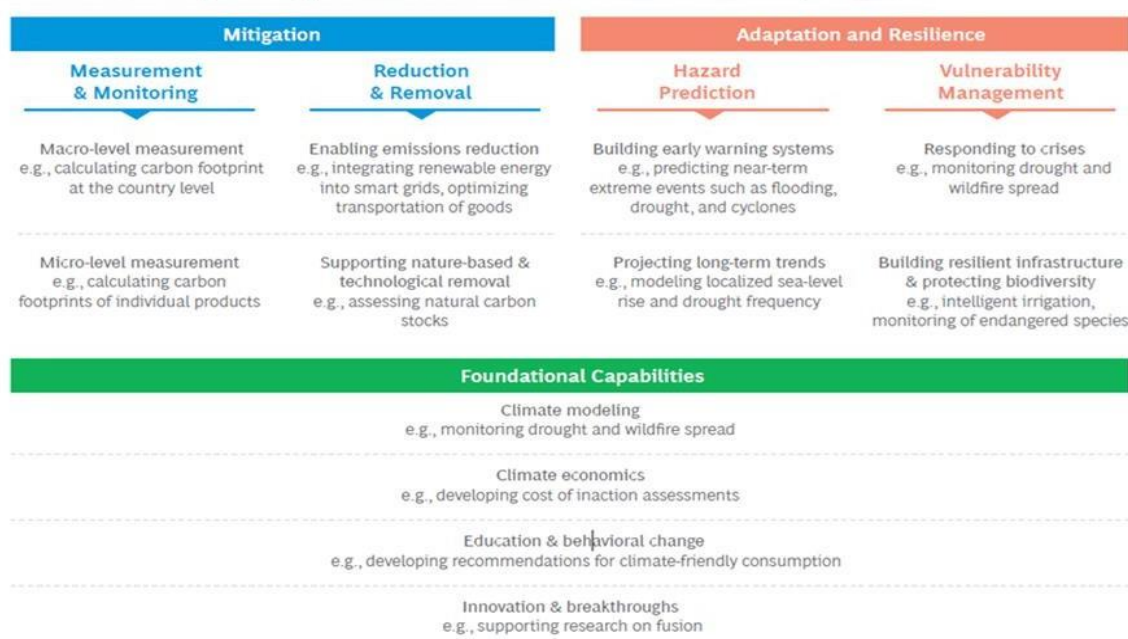 Mitigation
Adaptation and Resilience
Measurement
& Monitoring
Macro-level measurement
e.g., calculating carbon footprint
at the country level
Micro-level measurement
e.g., calculating carbon
footprints of individual products
Reduction
& Removal
Enabling emissions reduction
e.g., integrating renewable energy
into smart grids, optimizing
transportation of goods
Supporting nature-based &
technological removal
e.g., assessing natural carbon
stocks
Hazard
Prediction
Building early warning systems
e.g., predicting near-term
extreme events such as flooding,
drought, and cyclones
Projecting long-term trends
e.g., modeling localized sea-level
rise and drought frequency
Vulnerability
Management
Responding to crises
e.g., monitoring drought and
wildfire spread
Building resilient infrastructure
& protecting biodiversity
e.g., intelligent irrigation,
monitoring of endangered species
Foundational Capabilities
Climate modeling
e.g., monitoring drought and wildfire spread
Climate economics
e.g., developing cost of inaction assessments
Education & behavioral change
e.g., developing recommendations for climate-friendly consumption
Innovation & breakthroughs
e.g., supporting research on fusion